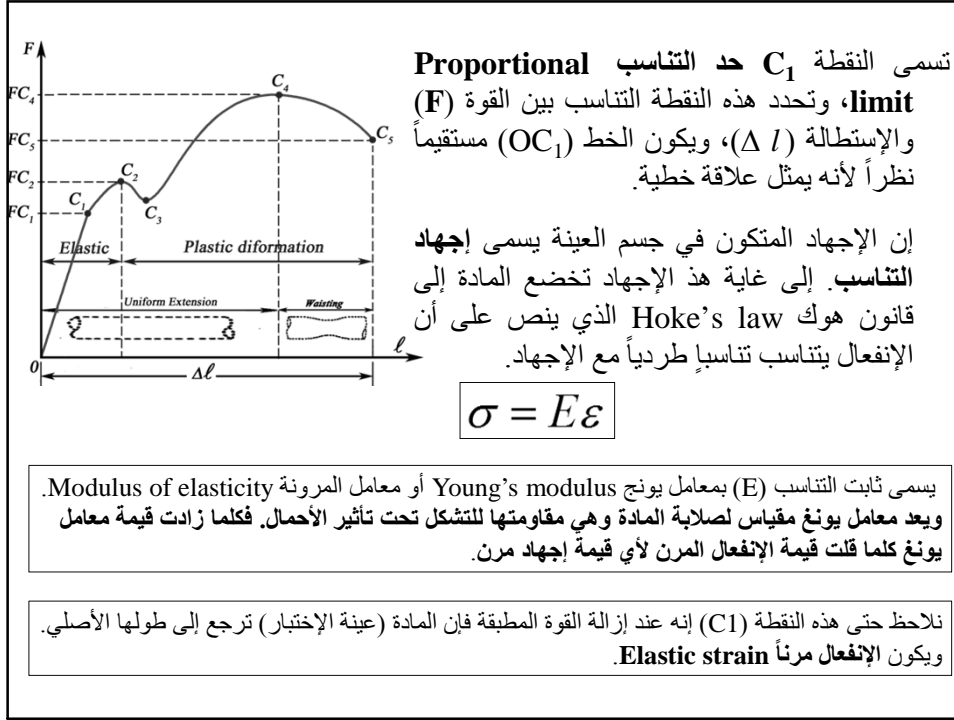 تسمى النقطة C₁ حد التناسب Proportional
limit، وتحدد هذه النقطة التناسب بين القوة (F)
والإستطالة (Δ l)، ويكون الخط (OC₁) مستقيماً
نظراً لأنه يمثل علاقة خطية.
إن الإجهاد المتكون في جسم العينة يسمى إجهاد
التناسب. إلى غاية هذ الإجهاد تخضع المادة إلى
قانون هوك Hoke's law الذي ينص على أن
الإنفعال يتناسب تناسباٍ طردياً مع الإجهاد.
σ = Eε
F
FC₄
FC₅
FC₂
FC₁
C₄
C₅
C₂
C₁
C₃
Elastic
Plastic diformation
Uniform Extension
Waisting
ℓ
0
Δℓ
يسمى ثابت التناسب (E) بمعامل يونج Young's modulus أو معامل المرونة Modulus of elasticity.
ويعد معامل يونغ مقياس لصلابة المادة وهي مقاومتها للتشكل تحت تأثير الأحمال. فكلما زادت قيمة معامل
يونغ كلما قلت قيمة الإنفعال المرن لأي قيمة إجهاد مرن.
نلاحظ حتى هذه النقطة (C1) إنه عند إزالة القوة المطبقة فإن المادة (عينة الإختبار) ترجع إلى طولها الأصلي.
ويكون الإنفعال مرناً Elastic strain.